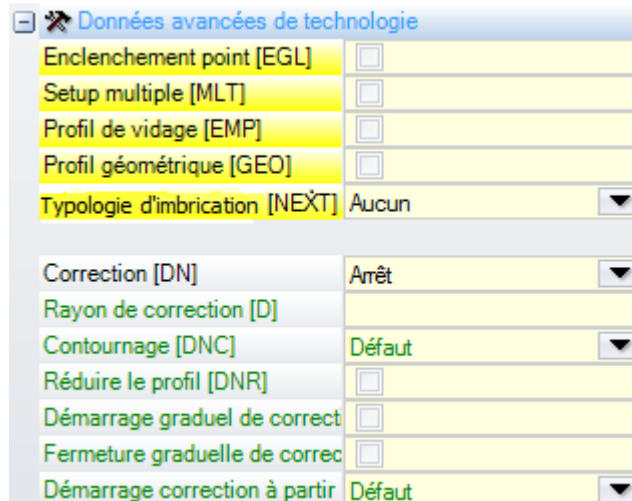 Données avancées de technologie
Enclenchement point [EGL]
Setup multiple [MLT]
Profil de vidage [EMP]
Profil géométrique [GEO]
Typologie d'imbrication [NEXT] Aucun
Correction [DN] Arrêt
Rayon de correction [D]
Contournage [DNC] Défaut
Réduire le profil [DNR]
Démarrage graduel de correcti
Fermeture graduelle de correc
Démarrage correction à partir Défaut